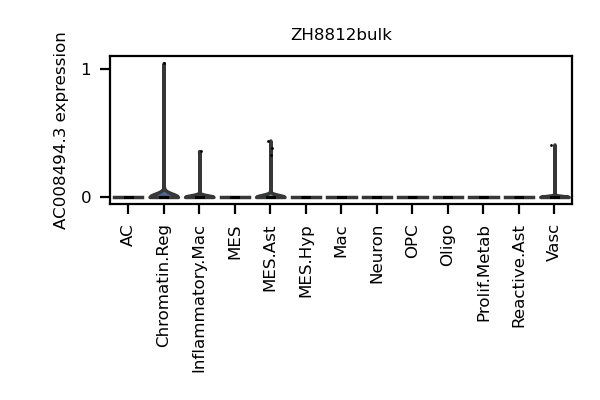 ZH8812bulk
AC008494.3 expression
1
0
AC
Chromatin.Reg
Inflammatory.Mac
MES
MES.Ast
MES.Hyp
Mac
Neuron
OPC
Oligo
Prolif.Metab
Reactive.Ast
Vasc